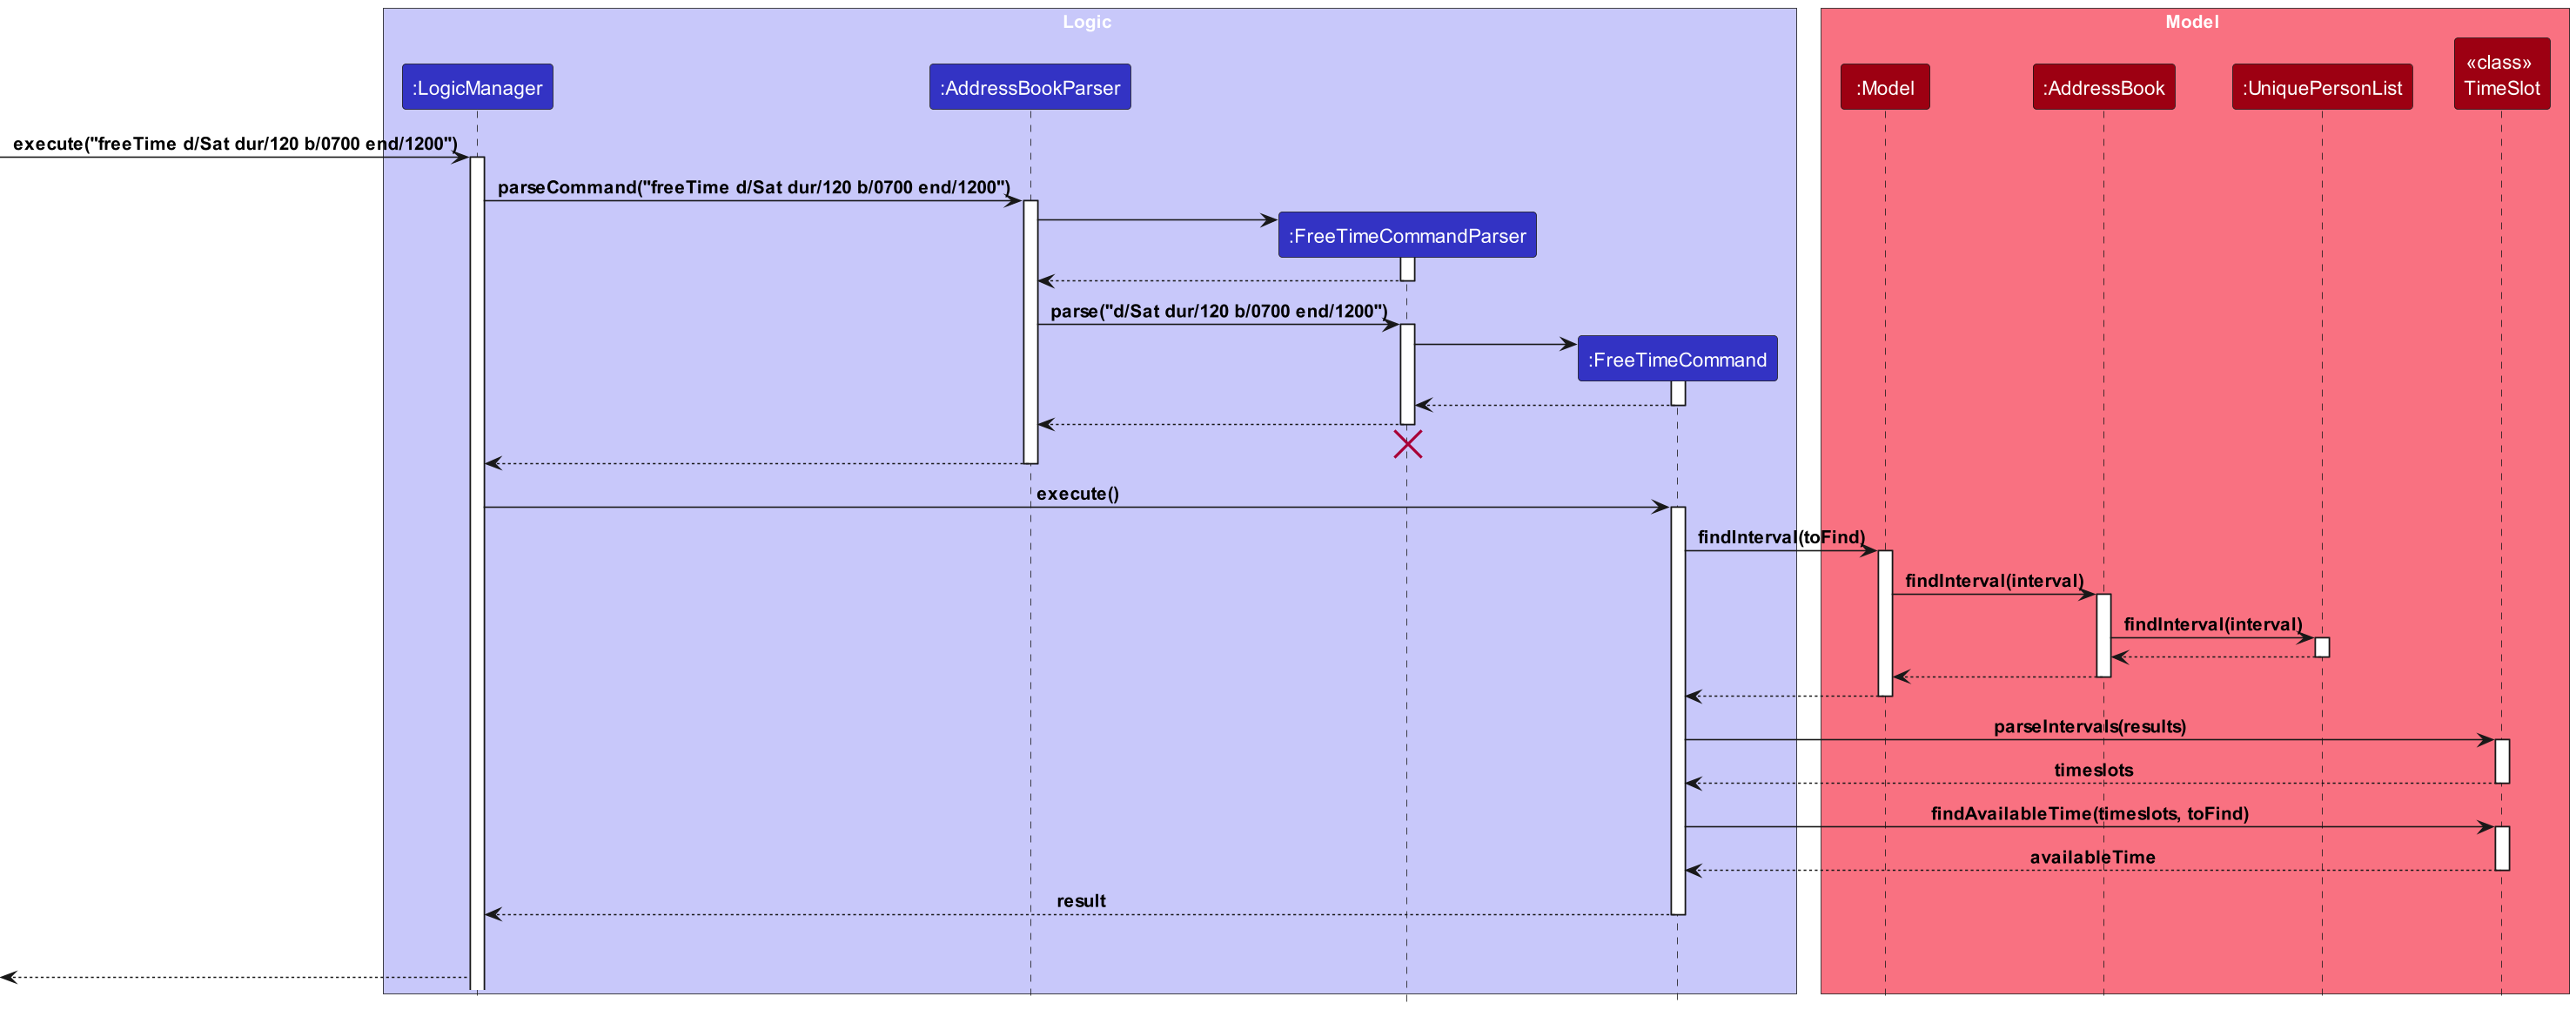 Logic
Model
«class»
TimeSlot
:LogicManager
:AddressBookParser
:Model
:AddressBook
:UniquePersonList
execute("freeTime d/Sat dur/120 b/0700 end/1200")
parseCommand("freeTime d/Sat dur/120 b/0700 end/1200")
:FreeTimeCommandParser
parse("d/Sat dur/120 b/0700 end/1200")
:FreeTimeCommand
execute()
findInterval(toFind)
findInterval(interval)
findInterval(interval)
parseIntervals(results)
timeslots
findAvailableTime(timeslots, toFind)
availableTime
result